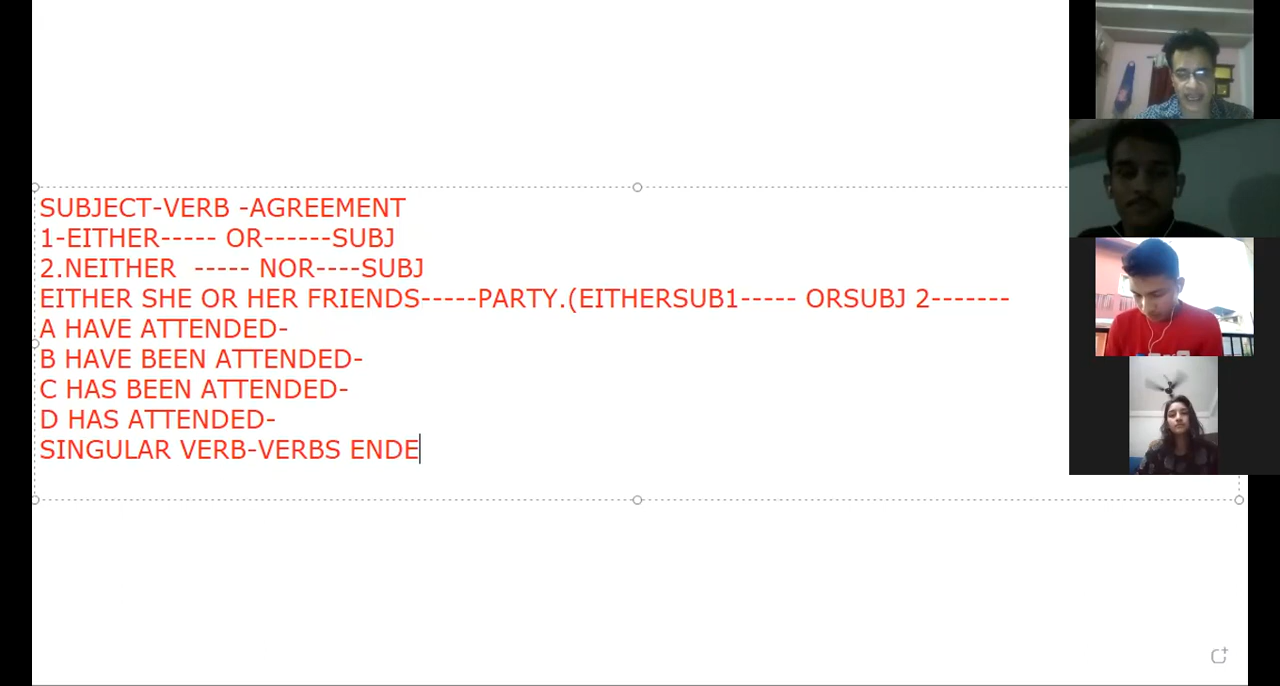 SUBJECT-VERB -AGREEMENT
1-EITHER----- OR------SUBJ
2.NEITHER  ----- NOR----SUBJ
EITHER SHE OR HER FRIENDS-----PARTY.(EITHERSUB1----- ORSUBJ 2-------
A HAVE ATTENDED-
B HAVE BEEN ATTENDED-
C HAS BEEN ATTENDED-
D HAS ATTENDED-
SINGULAR VERB-VERBS ENDE